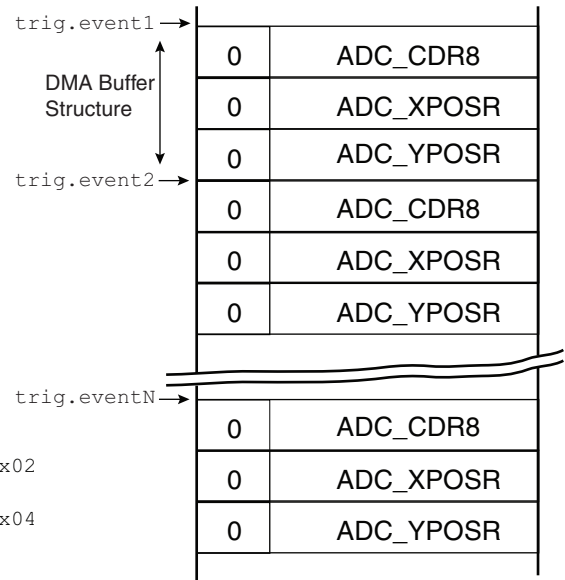 trig.event1
0 ADC_CDR8
DMA Buffer
Structure
0 ADC_XPOSR
0 ADC_YPOSR
trig.event2
0 ADC_CDR8
0 ADC_XPOSR
0 ADC_YPOSR
trig.eventN
0 ADC_CDR8
x02
0 ADC_XPOSR
x04
0 ADC_YPOSR